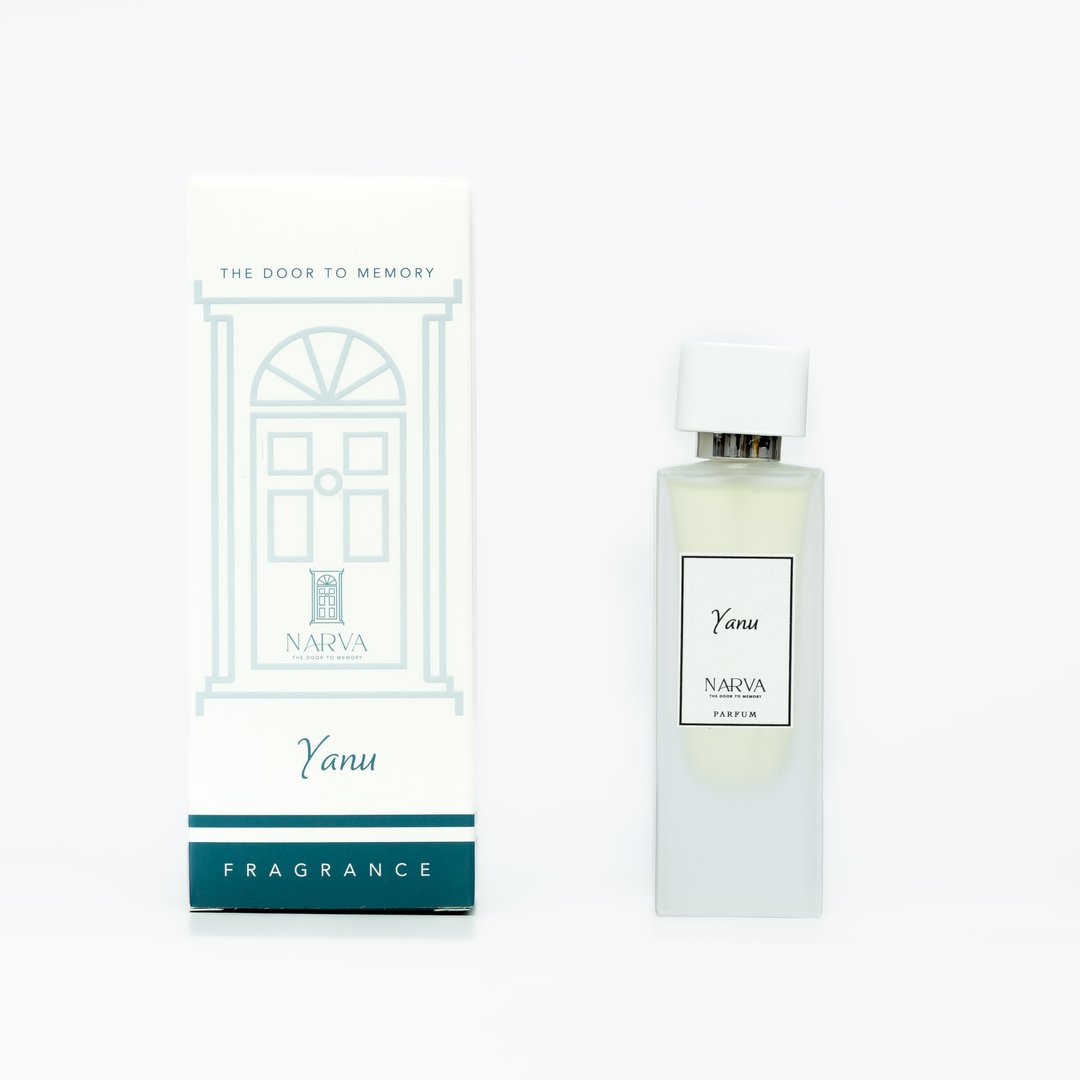 THE DOOR TO MEMORY
NARVA
THE DOOR TO MEMORY
Yanu
FRAGRANCE
Yanu
NARVA
THE DOOR TO MEMORY
PARFUM